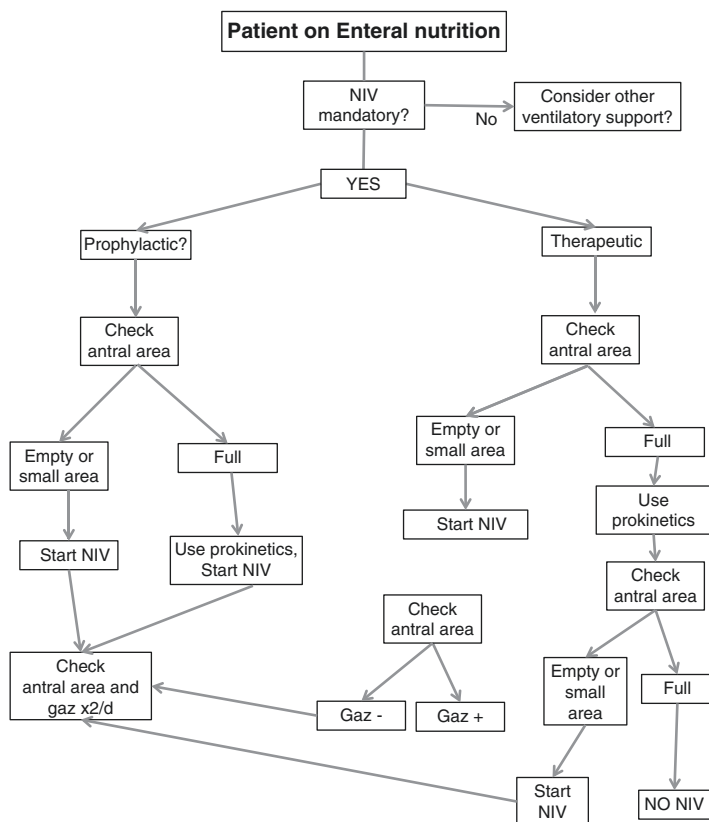 Patient on Enteral nutrition
NIV
mandatory?
No
Consider other
ventilatory support?
YES
Prophylactic?
Therapeutic
Check
antral area
Check
antral area
Empty or
small area
Full
Empty or
small area
Full
Start NIV
Use prokinetics,
Start NIV
Start NIV
Use
prokinetics
Check
antral area
Check
antral area
Check
antral area and
gaz x2/d
Gaz -
Gaz +
Empty or
small
area
Full
Start
NIV
NO NIV